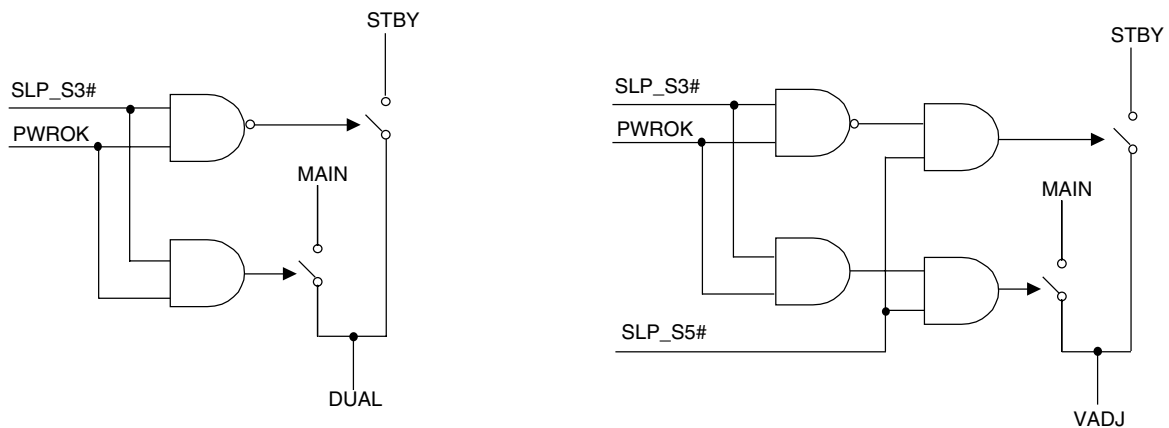 STBY
SLP_S3#
PWROK
MAIN
DUAL
STBY
SLP_S3#
PWROK
MAIN
SLP_S5#
VADJ